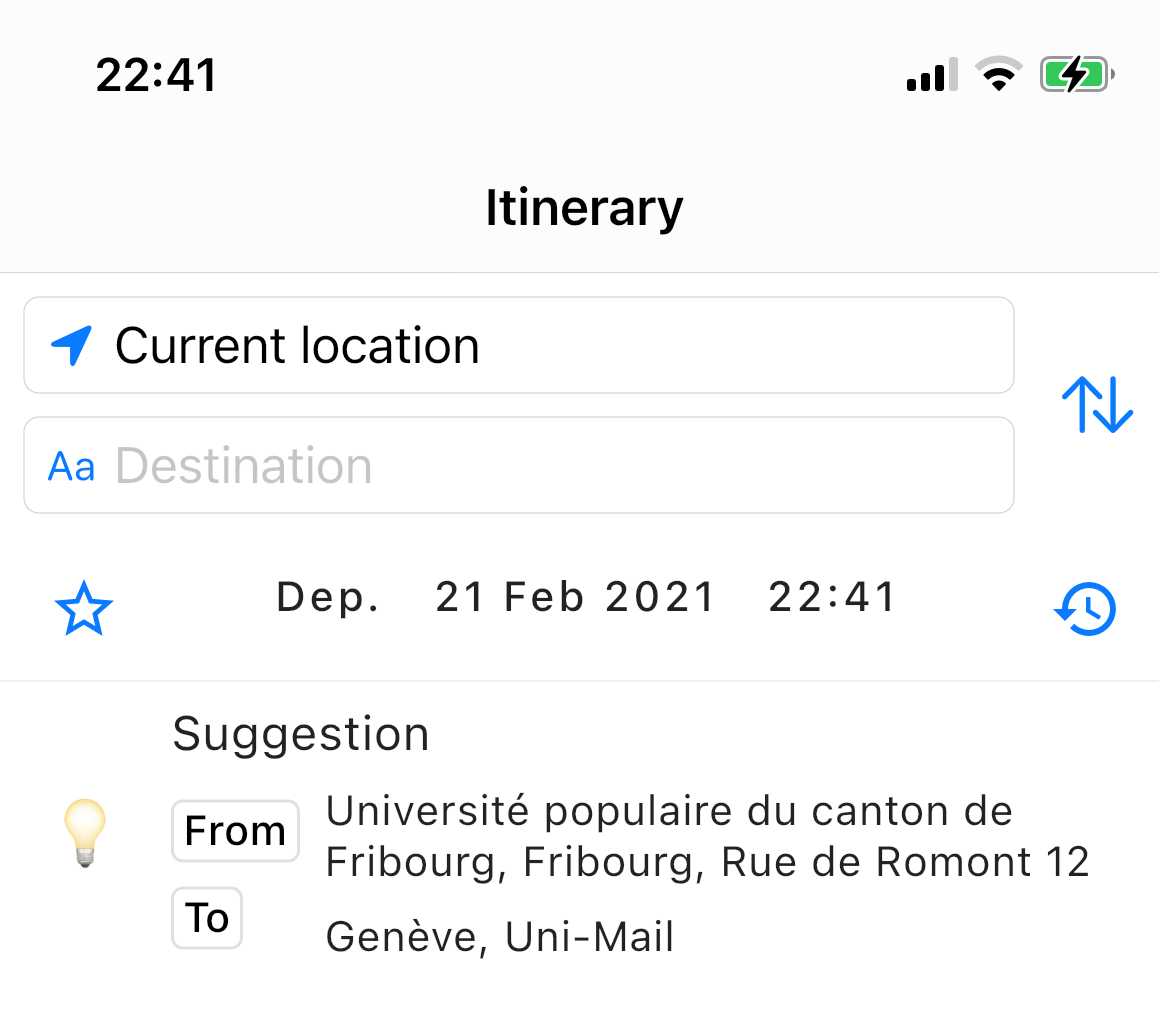 22:41
Itinerary
Current location
Aa Destination
Dep. 21 Feb 2021 22:41
Suggestion
From Université populaire du canton de
Fribourg, Fribourg, Rue de Romont 12
To Genève, Uni-Mail